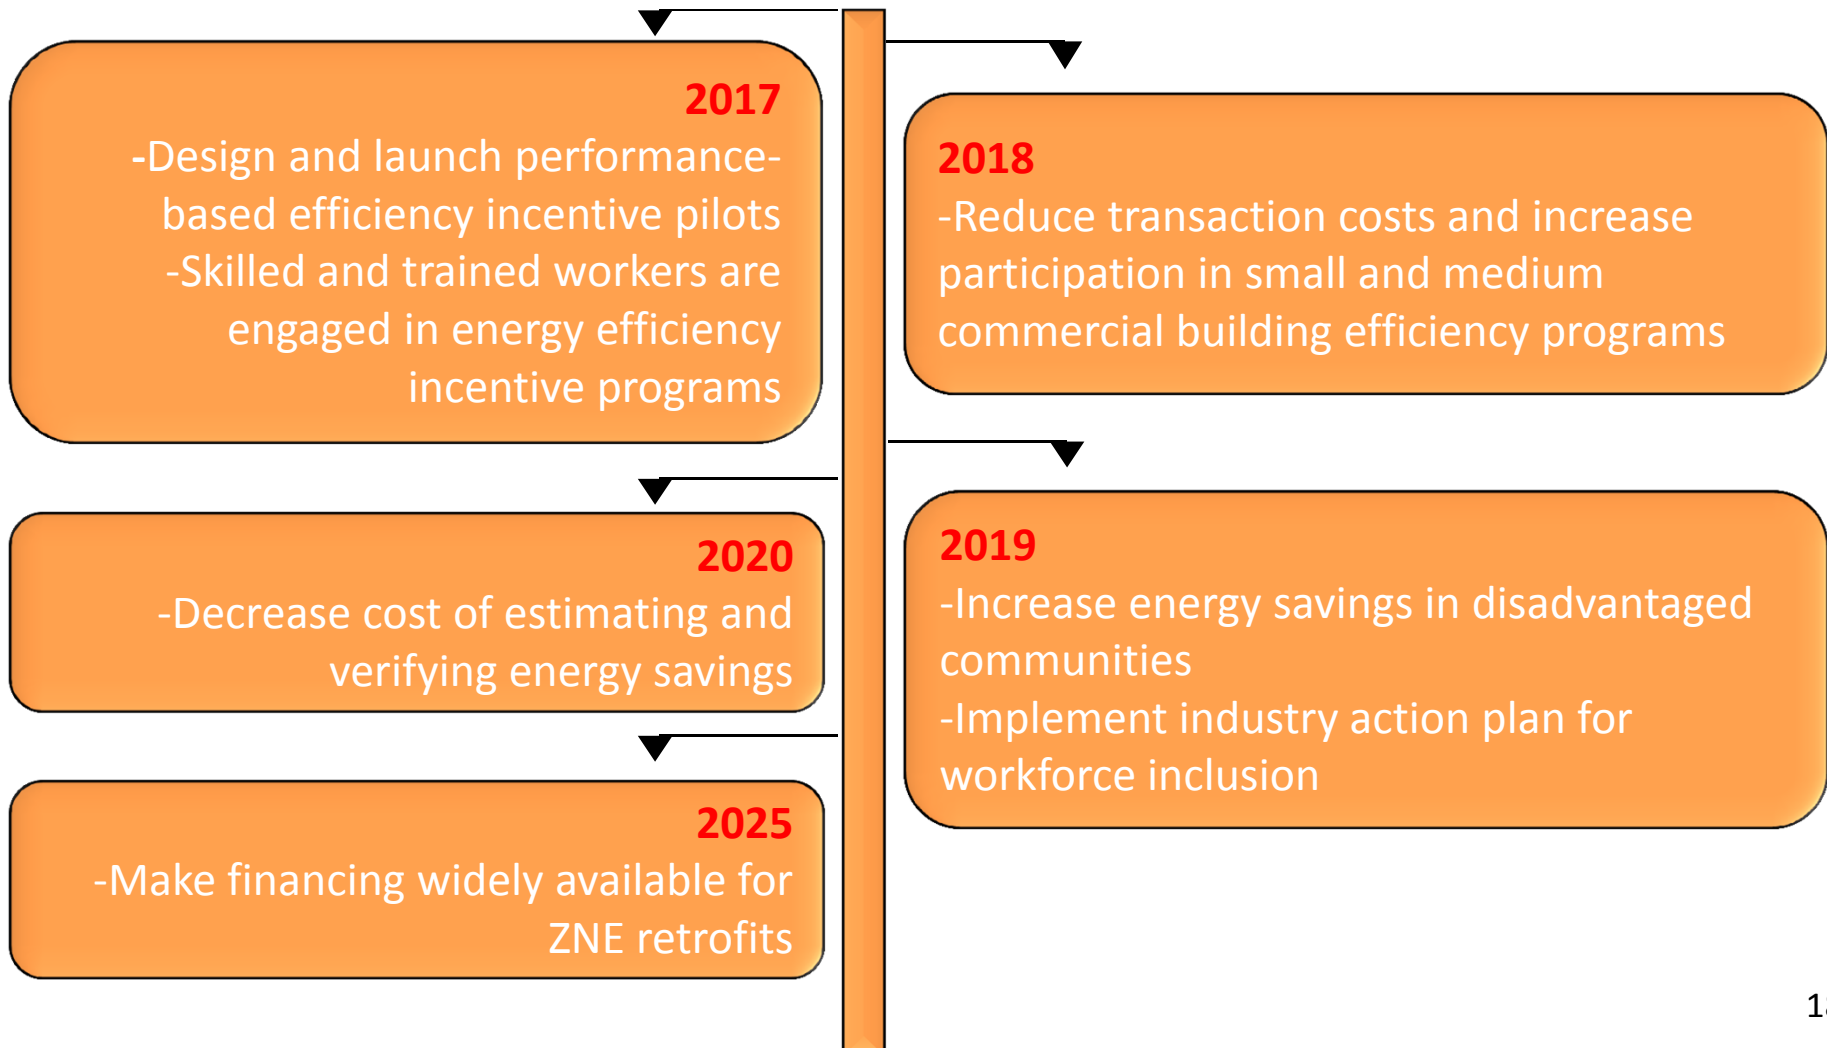 2017
-Design and launch performance-
based efficiency incentive pilots
-Skilled and trained workers are
engaged in energy efficiency
incentive programs
2018
-Reduce transaction costs and increase
participation in small and medium
commercial building efficiency programs
2019
-Increase energy savings in disadvantaged
communities
-Implement industry action plan for
workforce inclusion
2020
-Decrease cost of estimating and
verifying energy savings
2025
-Make financing widely available for
ZNE retrofits